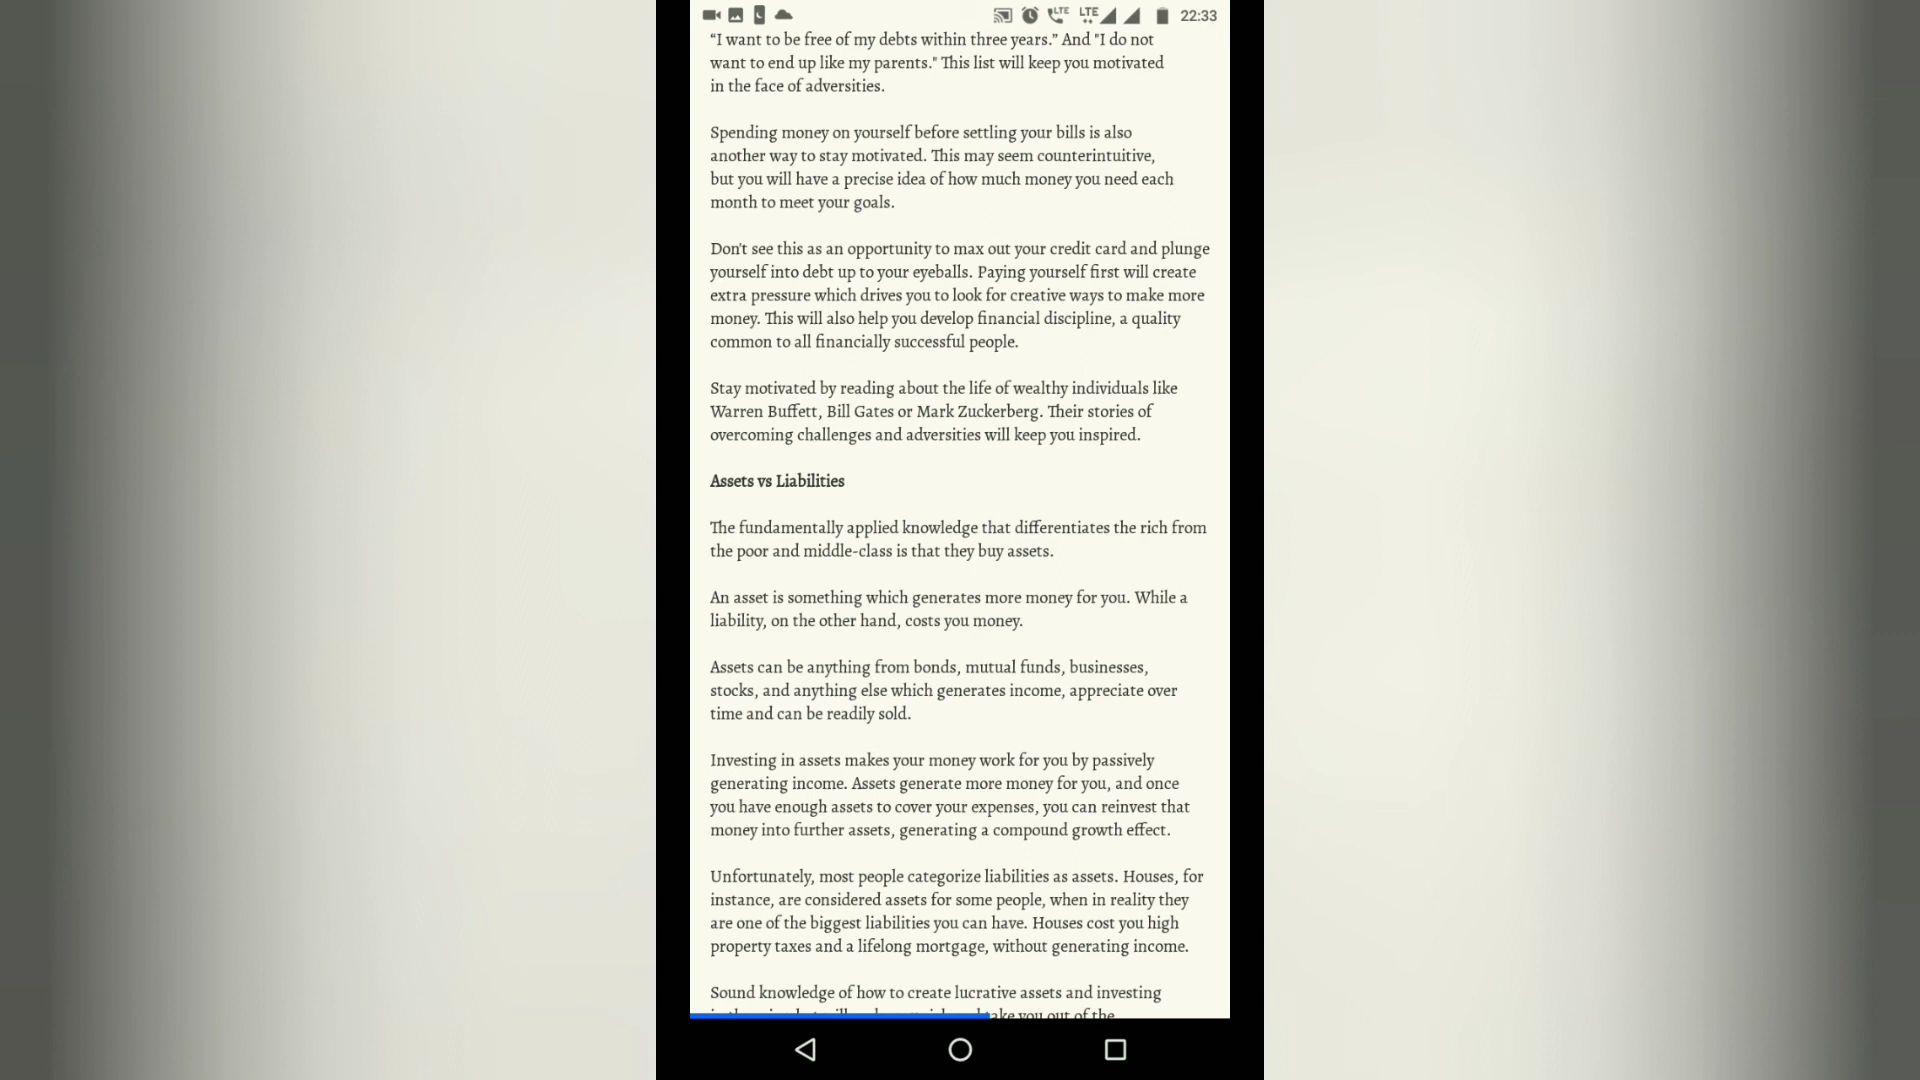 LTE LTE 22:33
“I want to be free of my debts within three years.” And "I do not
want to end up like my parents." This list will keep you motivated
in the face of adversities.
Spending money on yourself before settling your bills is also
another way to stay motivated. This may seem counterintuitive,
but you will have a precise idea of how much money you need each
month to meet your goals.
Don't see this as an opportunity to max out your credit card and plunge
yourself into debt up to your eyeballs. Paying yourself first will create
extra pressure which drives you to look for creative ways to make more
money. This will also help you develop financial discipline, a quality
common to all financially successful people.
Stay motivated by reading about the life of wealthy individuals like
Warren Buffett, Bill Gates or Mark Zuckerberg. Their stories of
overcoming challenges and adversities will keep you inspired.
Assets vs Liabilities
The fundamentally applied knowledge that differentiates the rich from
the poor and middle-class is that they buy assets.
An asset is something which generates more money for you. While a
liability, on the other hand, costs you money.
Assets can be anything from bonds, mutual funds, businesses,
stocks, and anything else which generates income, appreciate over
time and can be readily sold.
Investing in assets makes your money work for you by passively
generating income. Assets generate more money for you, and once
you have enough assets to cover your expenses, you can reinvest that
money into further assets, generating a compound growth effect.
Unfortunately, most people categorize liabilities as assets. Houses, for
instance, are considered assets for some people, when in reality they
are one of the biggest liabilities you can have. Houses cost you high
property taxes and a lifelong mortgage, without generating income.
Sound knowledge of how to create lucrative assets and investing
take you out of the